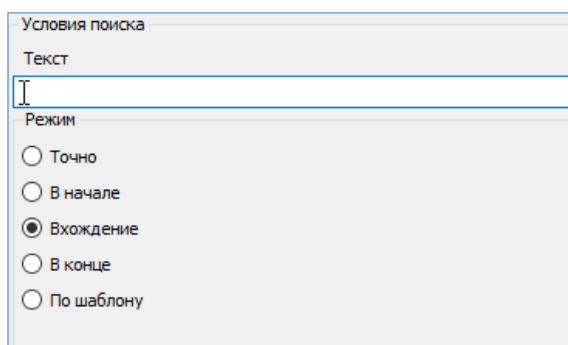 Условия поиска
Текст
Режим
Точно
В начале
Вхождение
В конце
По шаблону